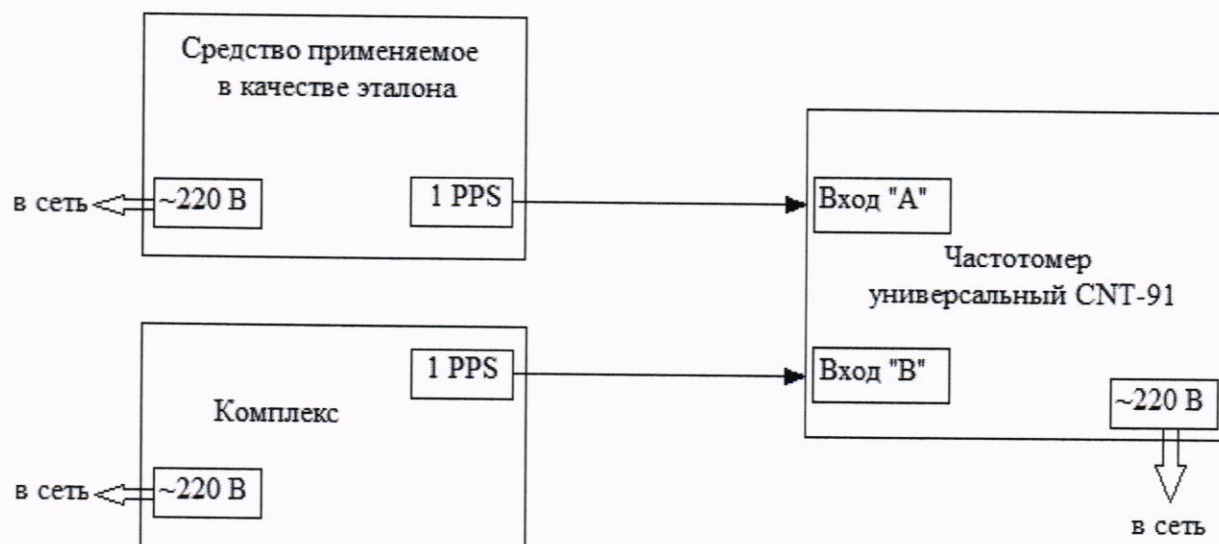 Средство применяемое
в качестве эталона
в сеть
~220 В
1 PPS
Вход "А"
Частотомер
универсальный CNT-91
1 PPS
Вход "В"
Комплекс
~220 В
в сеть
~220 В
в сеть